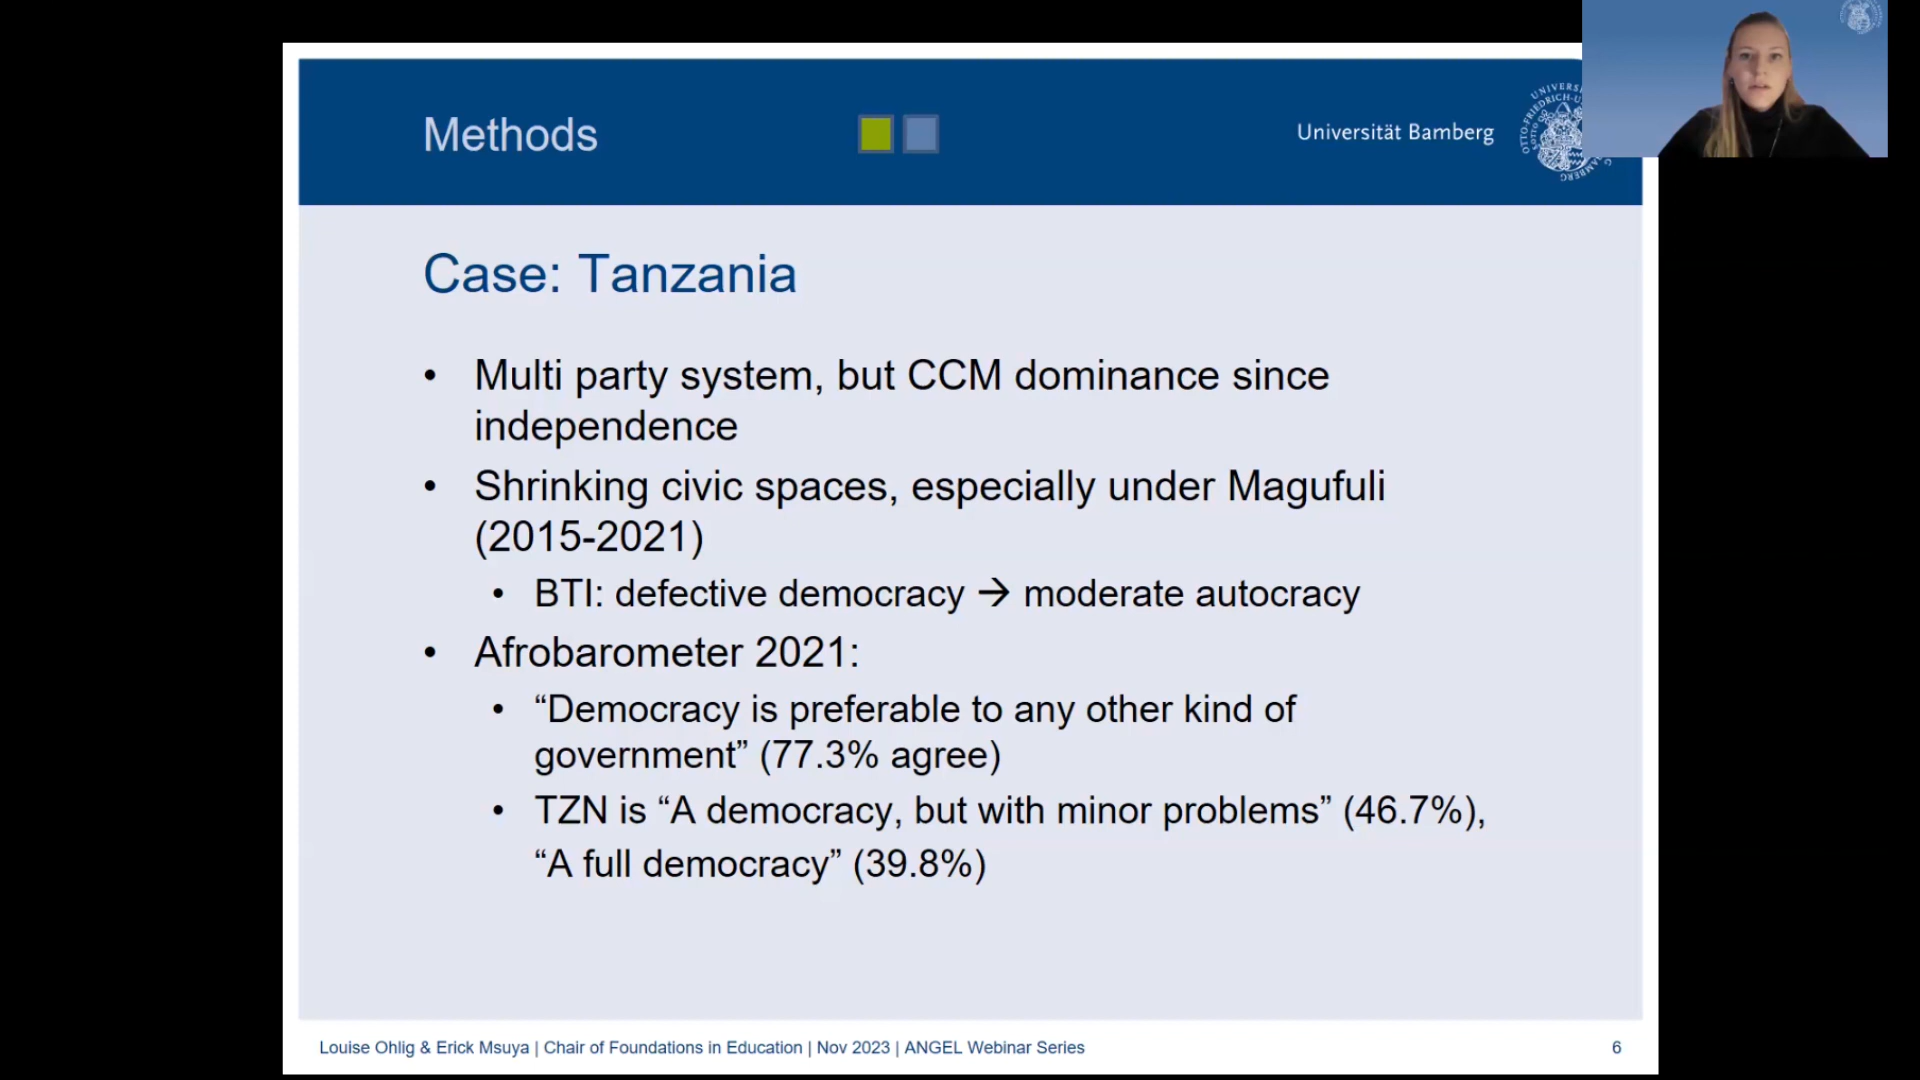 Methods
Universität Bamberg
Case: Tanzania
• Multi party system, but CCM dominance since
independence
• Shrinking civic spaces, especially under Magufuli
(2015-2021)
• BTI: defective democracy → moderate autocracy
• Afrobarometer 2021:
• “Democracy is preferable to any other kind of
government” (77.3% agree)
• TZN is “A democracy, but with minor problems” (46.7%),
“A full democracy” (39.8%)
Louise Ohlig & Erick Msuya | Chair of Foundations in Education | Nov 2023 | ANGEL Webinar Series
6